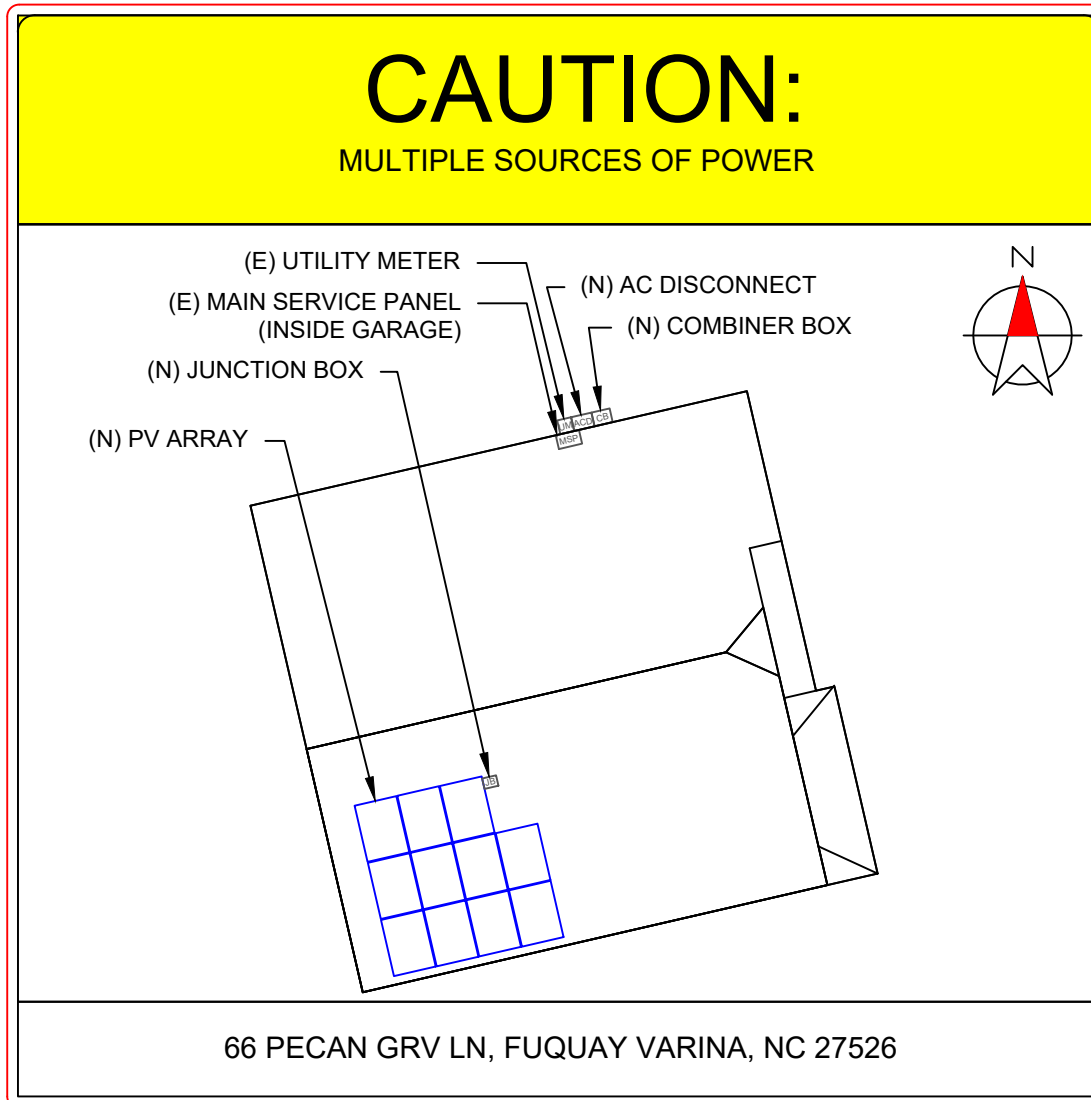 CAUTION:
MULTIPLE SOURCES OF POWER
(E) UTILITY METER
(E) MAIN SERVICE PANEL
(INSIDE GARAGE)
(N) JUNCTION BOX
(N) PV ARRAY
(N) AC DISCONNECT
(N) COMBINER BOX
N
UM ACD CB
MSP
JB
66 PECAN GRV LN, FUQUAY VARINA, NC 27526